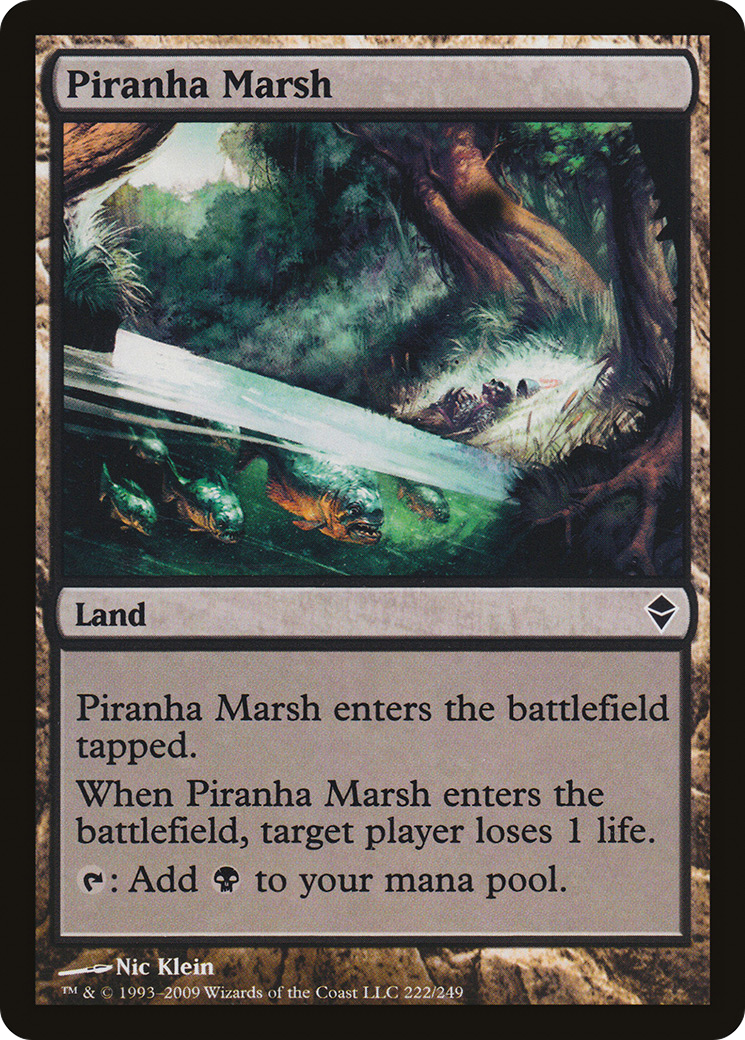 Piranha Marsh
Land
Piranha Marsh enters the battlefield
tapped.
When Piranha Marsh enters the
battlefield, target player loses 1 life.
: Add to your mana pool.
Nic Klein
™ & © 1993–2009 Wizards of the Coast LLC 222/249